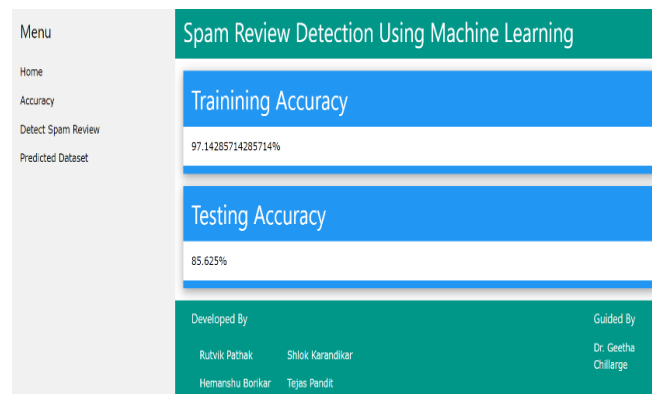 Menu
Home
Accuracy
Detect Spam Review
Predicted Dataset
Spam Review Detection Using Machine Learning
Trainining Accuracy
97.14285714285714%
Testing Accuracy
85.625%
Developed By
Rutvik Pathak Shlok Karandikar
Hemanshu Borikar Tejas Pandit
Guided By
Dr. Geetha
Chillarge